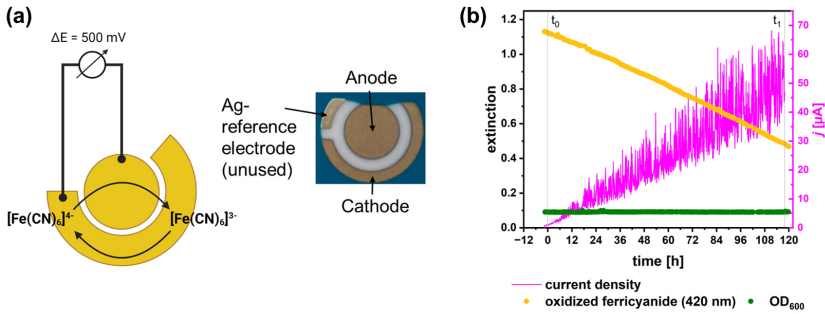 (a)
ΔE = 500 mV
[Fe(CN)₆]⁴⁻
[Fe(CN)₆]³⁻
Ag-
reference
electrode
(unused)
Anode
Cathode
(b)
t₀
t₁
1.2
1.0
0.8
0.6
0.4
0.2
0.0
extinction
70
60
50
40
30
20
10
0
j [µA]
−12 0 12 24 36 48 60 72 84 96 108 120
time [h]
current density
oxidized ferricyanide (420 nm)
OD₆₀₀